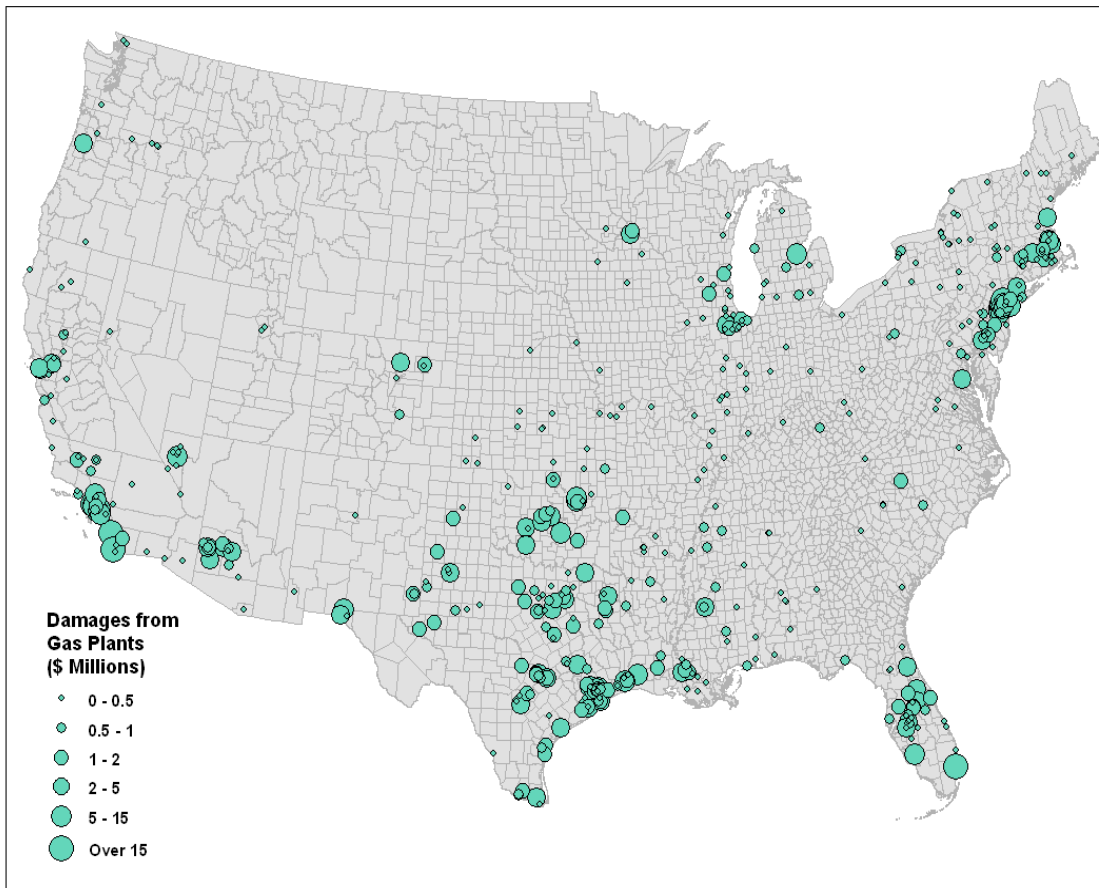 Damages from
Gas Plants
($ Millions)
0 - 0.5
0.5 - 1
1 - 2
2 - 5
5 - 15
Over 15